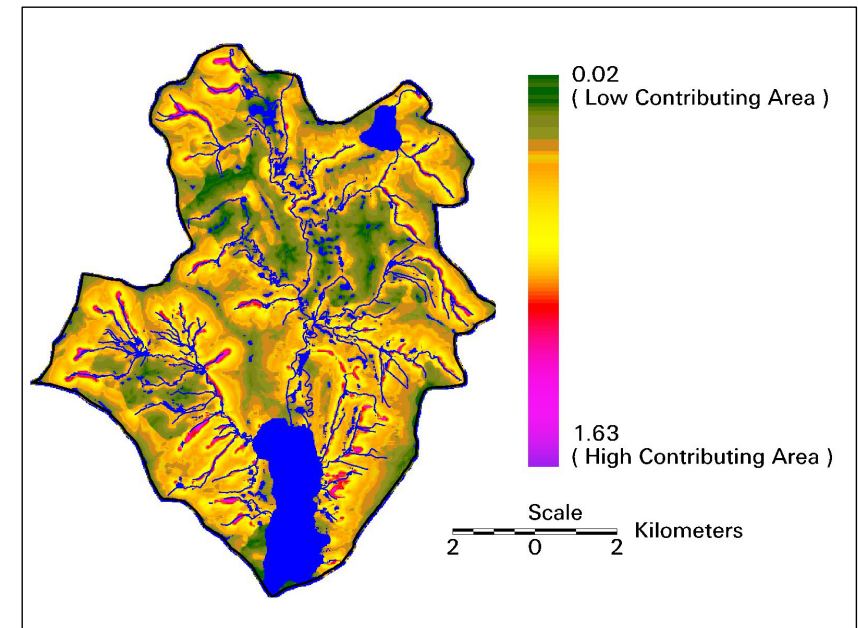 0.02
( Low Contributing Area )
1.63
( High Contributing Area )
Scale
Kilometers
2 0 2